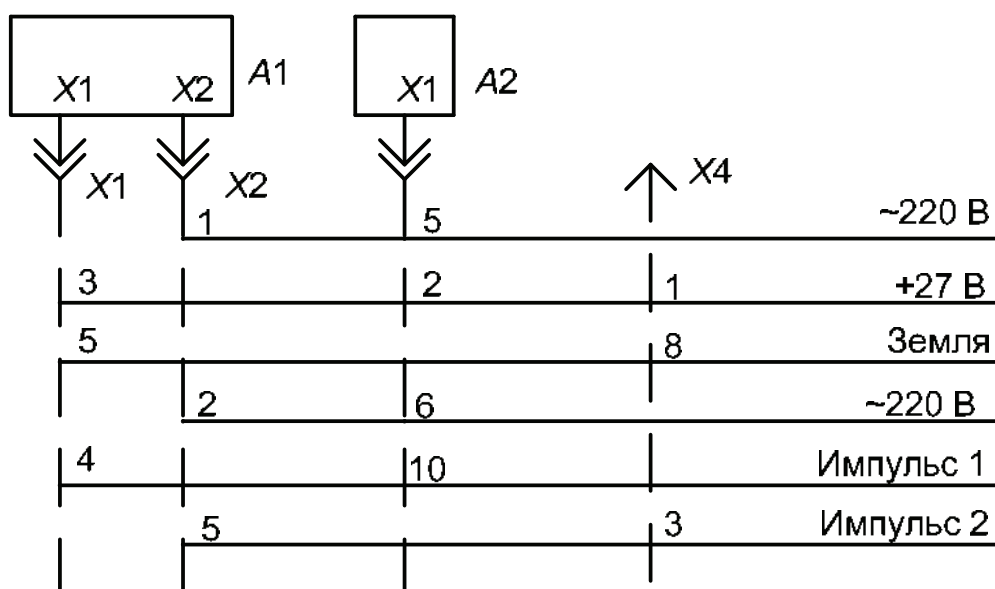 X1 X2 A1 X1 A2
X1 X2 X4
1 5 ~220 В
3 2 1 +27 В
5 8 Земля
2 6 ~220 В
4 10 Импульс 1
5 3 Импульс 2